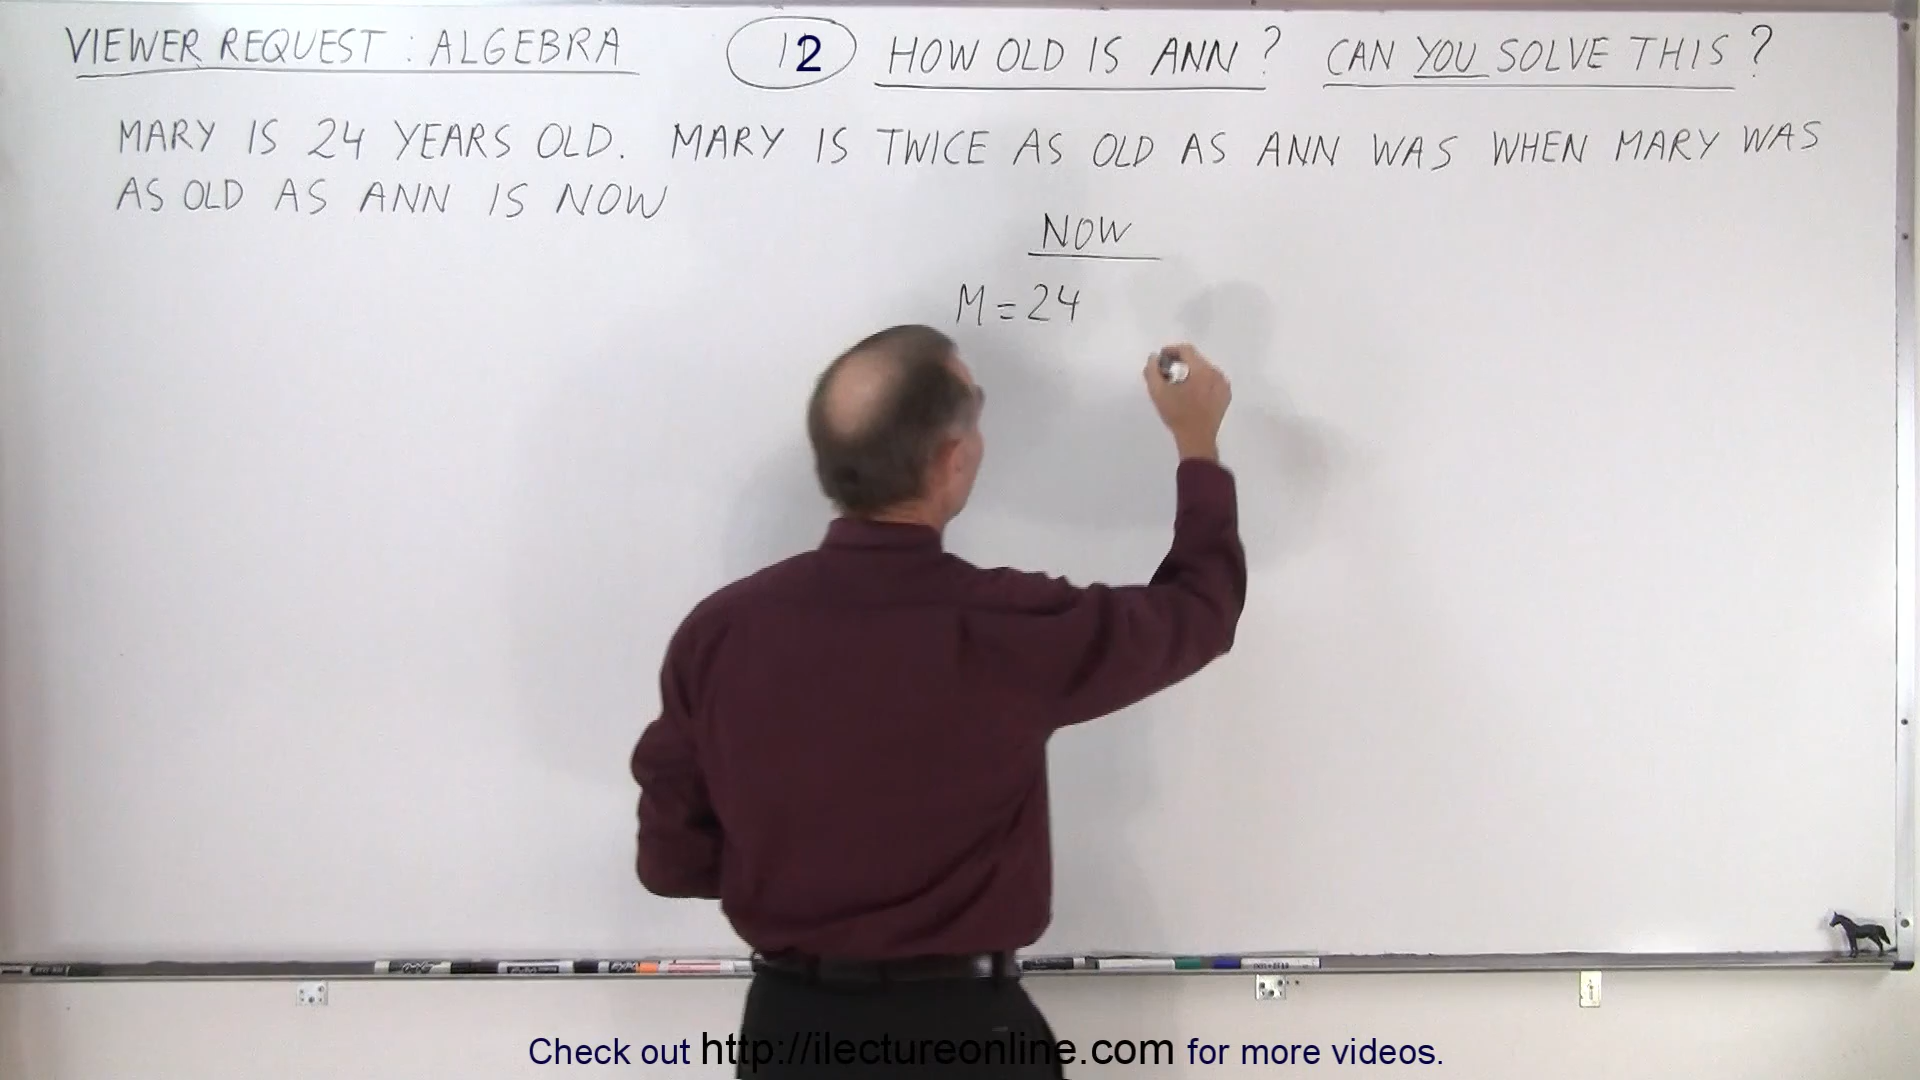 VIEWER REQUEST : ALGEBRA 12 HOW OLD IS ANN? CAN YOU SOLVE THIS?
MARY IS 24 YEARS OLD. MARY IS TWICE AS OLD AS ANN WAS WHEN MARY WAS
AS OLD AS ANN IS NOW
NOW
M = 24
Check out http://ilectureonline.com for more videos.